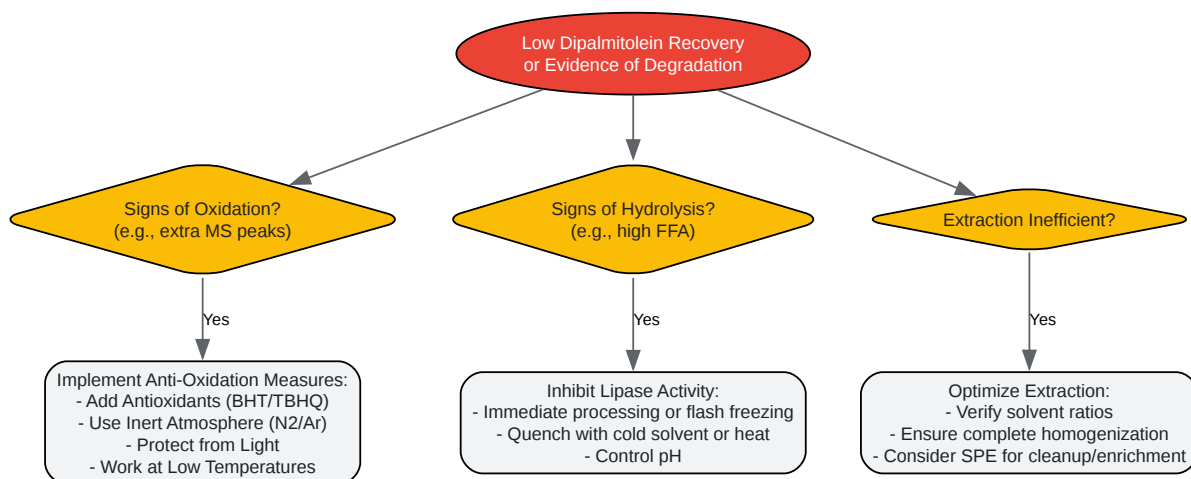 Low Dipalmitolein Recovery
or Evidence of Degradation
Signs of Oxidation?
(e.g., extra MS peaks)
Signs of Hydrolysis?
(e.g., high FFA)
Extraction Inefficient?
Yes
Yes
Yes
Implement Anti-Oxidation Measures:
- Add Antioxidants (BHT/TBHQ)
- Use Inert Atmosphere (N2/Ar)
- Protect from Light
- Work at Low Temperatures
Inhibit Lipase Activity:
- Immediate processing or flash freezing
- Quench with cold solvent or heat
- Control pH
Optimize Extraction:
- Verify solvent ratios
- Ensure complete homogenization
- Consider SPE for cleanup/enrichment